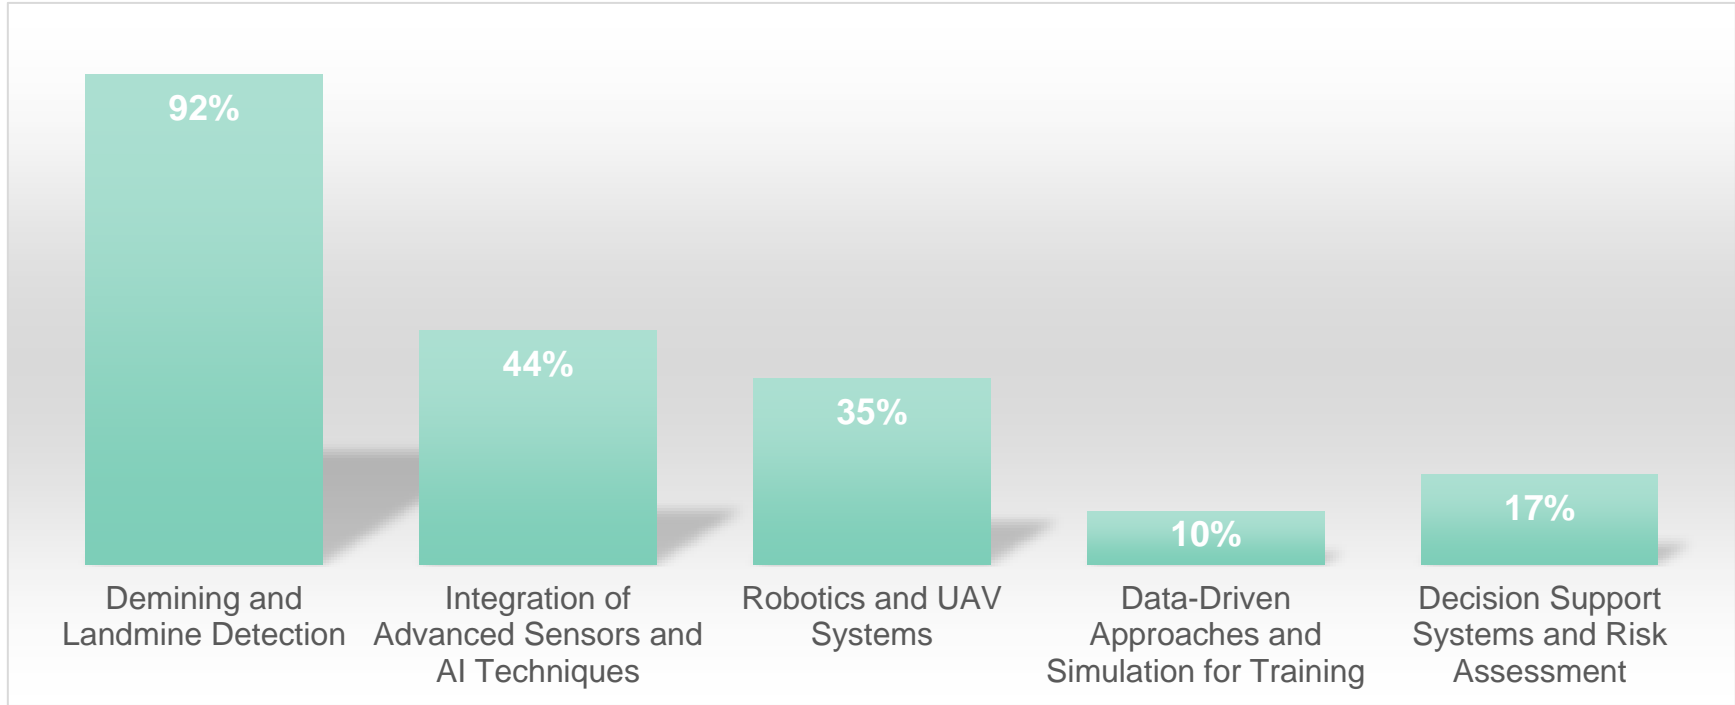 92%
44%
35%
10%
17%
Demining and
Landmine Detection
Integration of
Advanced Sensors and
AI Techniques
Robotics and UAV
Systems
Data-Driven
Approaches and
Simulation for Training
Decision Support
Systems and Risk
Assessment